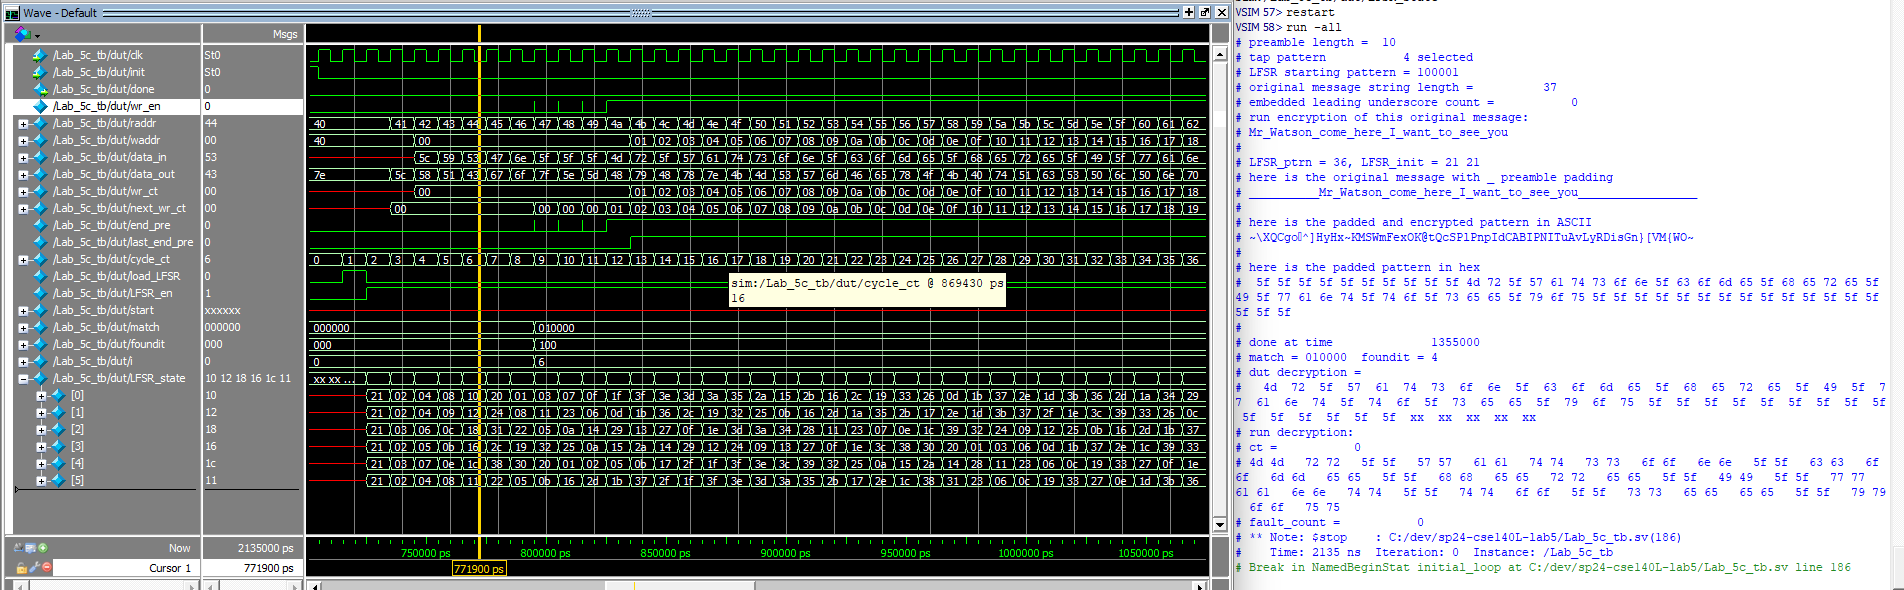 Wave - Default
Msgs
/Lab_5c_tb/dut/clk St0
/Lab_5c_tb/dut/init St0
/Lab_5c_tb/dut/done 0
/Lab_5c_tb/dut/wr_en 0
/Lab_5c_tb/dut/raddr 44 40 41 42 43 44 45 46 47 48 49 4a 4b 4c 4d 4e 4f 50 51 52 53 54 55 56 57 58 59 5a 5b 5c 5d 5e 5f 60 61 62
/Lab_5c_tb/dut/waddr 00 40 00 01 02 03 04 05 06 07 08 09 0a 0b 0c 0d 0e 0f 10 11 12 13 14 15 16 17 18
/Lab_5c_tb/dut/data_in 53 5c 59 53 47 6e 5f 5f 5f 4d 72 5f 57 61 74 73 6f 6e 5f 63 6f 6d 65 5f 68 65 72 65 5f 49 5f 77 61 6e
/Lab_5c_tb/dut/data_out 43 7e 5c 58 51 43 67 6f 7f 5e 5d 48 79 48 78 7e 4b 4d 53 57 6d 46 65 78 4f 4b 40 74 51 63 53 50 6c 50 6e 70
/Lab_5c_tb/dut/wr_ct 00 00 01 02 03 04 05 06 07 08 09 0a 0b 0c 0d 0e 0f 10 11 12 13 14 15 16 17 18
/Lab_5c_tb/dut/next_wr_ct 00 00 00 00 00 01 02 03 04 05 06 07 08 09 0a 0b 0c 0d 0e 0f 10 11 12 13 14 15 16 17 18 19
/Lab_5c_tb/dut/end_pre 0
/Lab_5c_tb/dut/last_end_pre 0
/Lab_5c_tb/dut/cycle_ct 6 0 1 2 3 4 5 6 7 8 9 10 11 12 13 14 15 16 17 18 19 20 21 22 23 24 25 26 27 28 29 30 31 32 33 34 35 36
/Lab_5c_tb/dut/load_LFSR 0
/Lab_5c_tb/dut/LFSR_en 1
sim:/Lab_5c_tb/dut/cycle_ct @ 869430 ps
16
/Lab_5c_tb/dut/start xxxxxx
/Lab_5c_tb/dut/match 000000 000000 010000
/Lab_5c_tb/dut/foundit 000 000 100
/Lab_5c_tb/dut/i 0 0 6
/Lab_5c_tb/dut/LFSR_state 10 12 18 16 1c 11 xx xx ...
[0] 10 21 02 04 08 10 20 01 03 07 0f 1f 3f 3e 3d 3a 35 2a 15 2b 16 2c 19 33 26 0d 1b 37 2e 1d 3b 36 2d 1a 34 29
[1] 12 21 02 04 09 12 24 08 11 23 06 0d 1b 36 2c 19 32 25 0b 16 2d 1a 35 2b 17 2e 1d 3b 37 2f 1e 3c 39 33 26 0c
[2] 18 21 03 06 0c 18 31 22 05 0a 14 29 13 27 0f 1e 3d 3a 34 28 11 23 07 0e 1c 39 32 24 09 12 25 0b 16 2d 1b 37
[3] 16 21 02 05 0b 16 2c 19 32 25 0a 15 2a 14 29 12 24 09 13 27 0f 1e 3c 38 30 20 01 03 06 0d 1b 37 2e 1c 39 33
[4] 1c 21 03 07 0e 1c 38 30 20 01 02 05 0b 17 2f 1f 3f 3e 3c 39 32 25 0a 15 2a 14 28 11 23 06 0c 19 33 27 0f 1e
[5] 11 21 02 04 08 11 22 05 0b 16 2d 1b 37 2f 1f 3f 3e 3d 3a 35 2b 17 2e 1c 38 31 23 06 0c 19 33 27 0e 1d 3b 36
Now 2135000 ps 750000 ps 800000 ps 850000 ps 900000 ps 950000 ps 1000000 ps 1050000 ps
Cursor 1 771900 ps 771900 ps
VSIM 57> restart
VSIM 58> run -all
# preamble length = 10
# tap pattern 4 selected
# LFSR starting pattern = 100001
# original message string length = 37
# embedded leading underscore count = 0
# run encryption of this original message:
# Mr_Watson_come_here_I_want_to_see_you
#
# LFSR_ptrn = 36, LFSR_init = 21 21
# here is the original message with _ preamble padding
# __________Mr_Watson_come_here_I_want_to_see_you_________________
#
# here is the padded and encrypted pattern in ASCII
# ~\XQCgo^]HyHx~KMSWmFexOK@tQcSPlPnpIdCABIPNITuAvLyRDisGn}[VM{WO~
#
# here is the padded pattern in hex
# 5f 5f 5f 5f 5f 5f 5f 5f 5f 5f 4d 72 5f 57 61 74 73 6f 6e 5f 63 6f 6d 65 5f 68 65 72 65 5f
49 5f 77 61 6e 74 5f 74 6f 5f 73 65 65 5f 79 6f 75 5f 5f 5f 5f 5f 5f 5f 5f 5f 5f 5f 5f 5f
5f 5f 5f
#
# done at time 1355000
# match = 010000 foundit = 4
# dut decryption =
# 4d 72 5f 57 61 74 73 6f 6e 5f 63 6f 6d 65 5f 68 65 72 65 5f 49 5f 7
7 61 6e 74 5f 74 6f 5f 73 65 65 5f 79 6f 75 5f 5f 5f 5f 5f 5f 5f 5f 5f
5f 5f 5f 5f 5f 5f xx xx xx xx xx
# run decryption:
# ct = 0
# 4d 4d 72 72 5f 5f 57 57 61 61 74 74 73 73 6f 6f 6e 6e 5f 5f 63 63 6f
6f 6d 6d 65 65 5f 5f 68 68 65 65 72 72 65 65 5f 5f 49 49 5f 5f 77 77
61 61 6e 6e 74 74 5f 5f 74 74 6f 6f 5f 5f 73 73 65 65 65 65 5f 5f 79 79
6f 6f 75 75
# fault_count = 0
# ** Note: $stop : C:/dev/sp24-cse140L-lab5/Lab_5c_tb.sv(186)
# Time: 2135 ns Iteration: 0 Instance: /Lab_5c_tb
# Break in NamedBeginStat initial_loop at C:/dev/sp24-cse140L-lab5/Lab_5c_tb.sv line 186